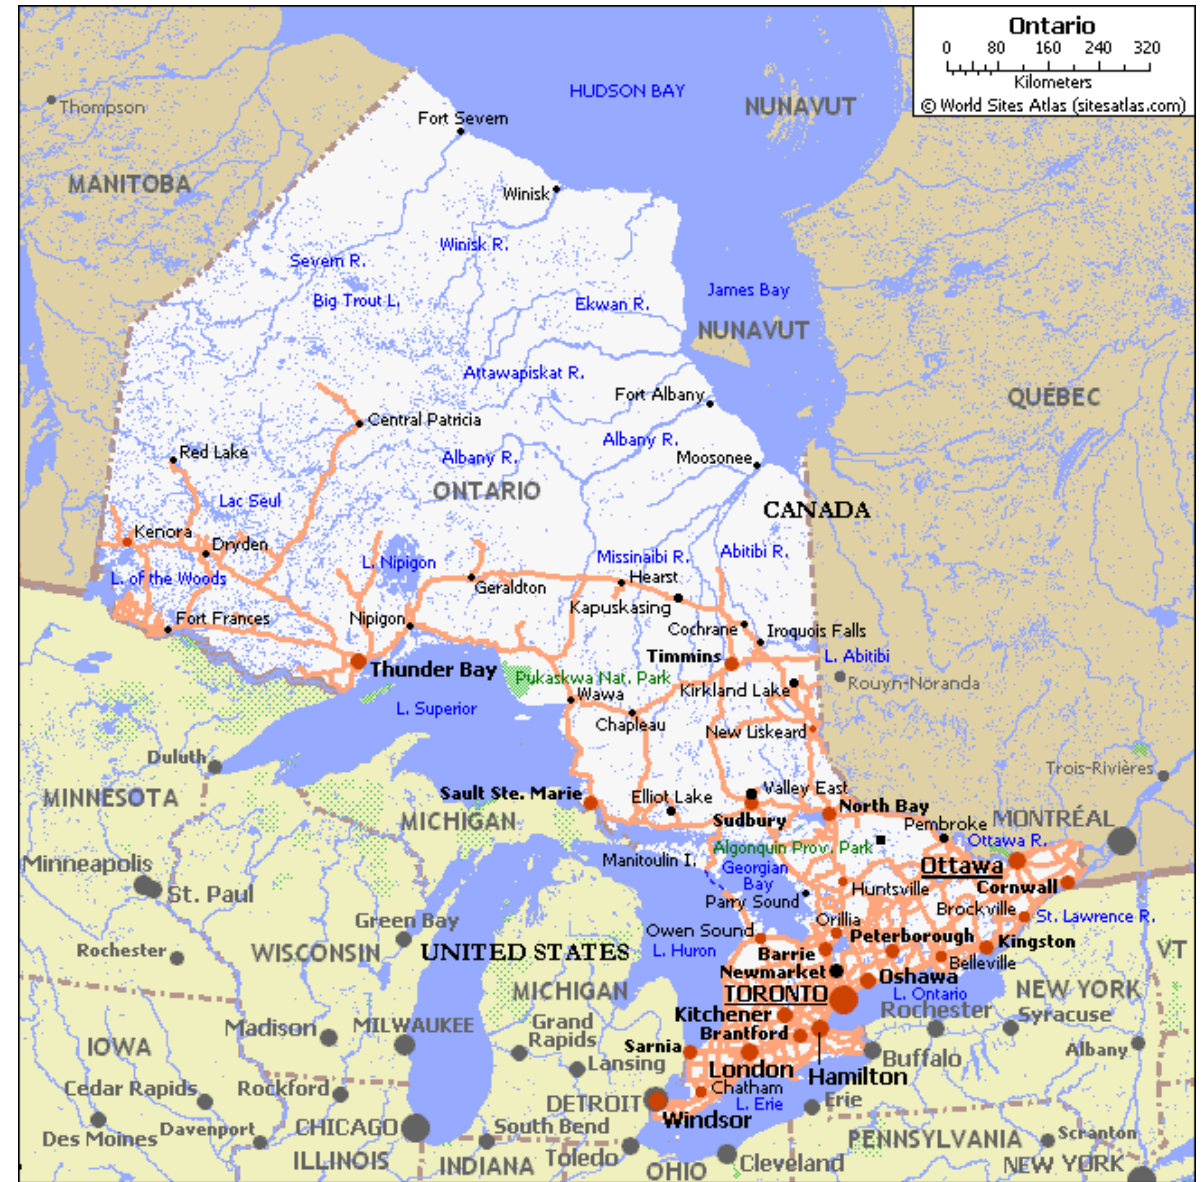 Ontario
0 80 160 240 320
Kilometers
© World Sites Atlas (sitesatlas.com)
HUDSON BAY
NUNAVUT
Thompson
Fort Severn
MANITOBA
Winisk
Winisk R.
Severn R.
Big Trout L.
Ekwan R.
James Bay
NUNAVUT
Attawapiskat R.
Fort Albany
QUÉBEC
Central Patricia
Albany R.
Red Lake
Albany R.
Moosonee
ONTARIO
Lac Seul
CANADA
Kenora
Dryden
Missinaibi R.
Abitibi R.
L. Nipigon
L. of the Woods
Geraldton
Hearst
Kapuskasing
Fort Frances
Nipigon
Cochrane
Iroquois Falls
Timmins
L. Abitibi
Thunder Bay
Pukaskwa Nat. Park
Rouyn-Noranda
Wawa
Kirkland Lake
L. Superior
Chapleau
New Liskeard
Duluth
Trois-Rivières
MINNESOTA
Sault Ste. Marie
Elliot Lake
Valley East
North Bay
MICHIGAN
Sudbury
Pembroke
MONTRÉAL
Ottawa R.
Algonquin Prov. Park
Manitoulin I.
Minneapolis
Georgian
Bay
Ottawa
St. Paul
Huntsville
Cornwall
Parry Sound
Brockville
St. Lawrence R.
Green Bay
Orillia
Owen Sound
Peterborough
Kingston
Rochester
WISCONSIN
UNITED STATES
L. Huron
Barrie
Belleville
VT
Newmarket
Oshawa
MICHIGAN
TORONTO
L. Ontario
NEW YORK
Rochester
Syracuse
Kitchener
Madison
MILWAUKEE
Grand
Rapids
Brantford
IOWA
Sarnia
Albany
Lansing
London
Buffalo
Hamilton
Cedar Rapids
Rockford
Chatham
DETROIT
L. Erie
Erie
Windsor
Des Moines
Davenport
CHICAGO
South Bend
PENNSYLVANIA
Scranton
ILLINOIS
INDIANA
Toledo
OHIO
Cleveland
NEW YORK